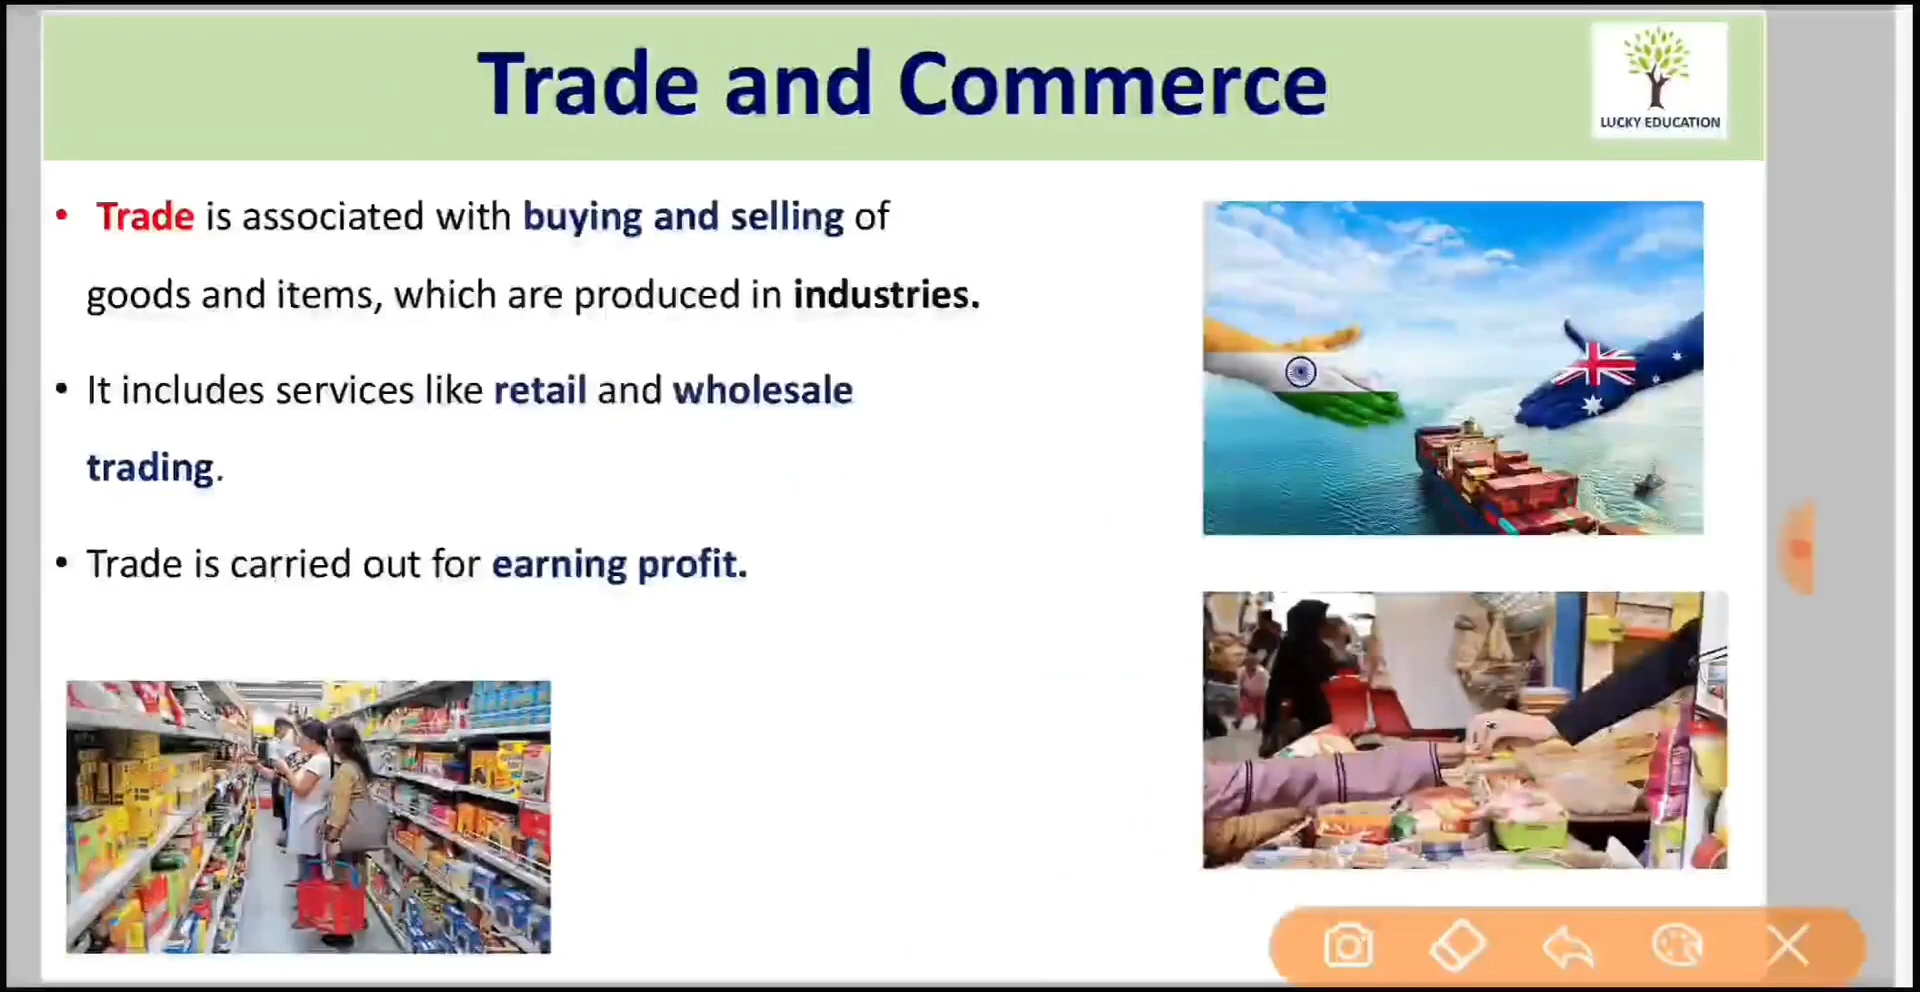 Trade and Commerce
LUCKY EDUCATION
• Trade is associated with buying and selling of
goods and items, which are produced in industries.
• It includes services like retail and wholesale
trading.
• Trade is carried out for earning profit.